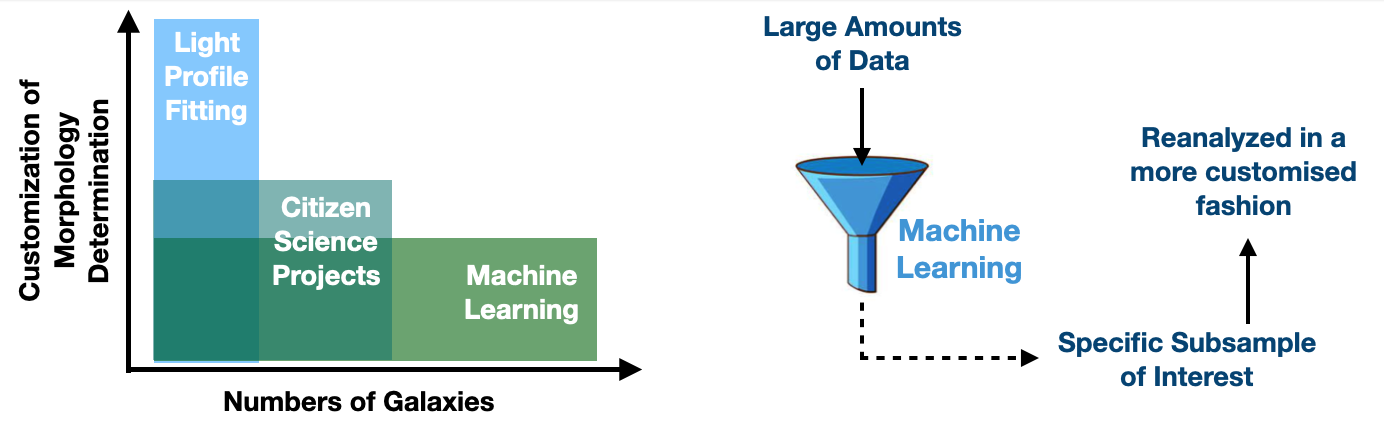 Customization of
Morphology
Determination
Light
Profile
Fitting
Citizen
Science
Projects
Machine
Learning
Numbers of Galaxies
Large Amounts
of Data
Machine
Learning
Specific Subsample
of Interest
Reanalyzed in a
more customised
fashion